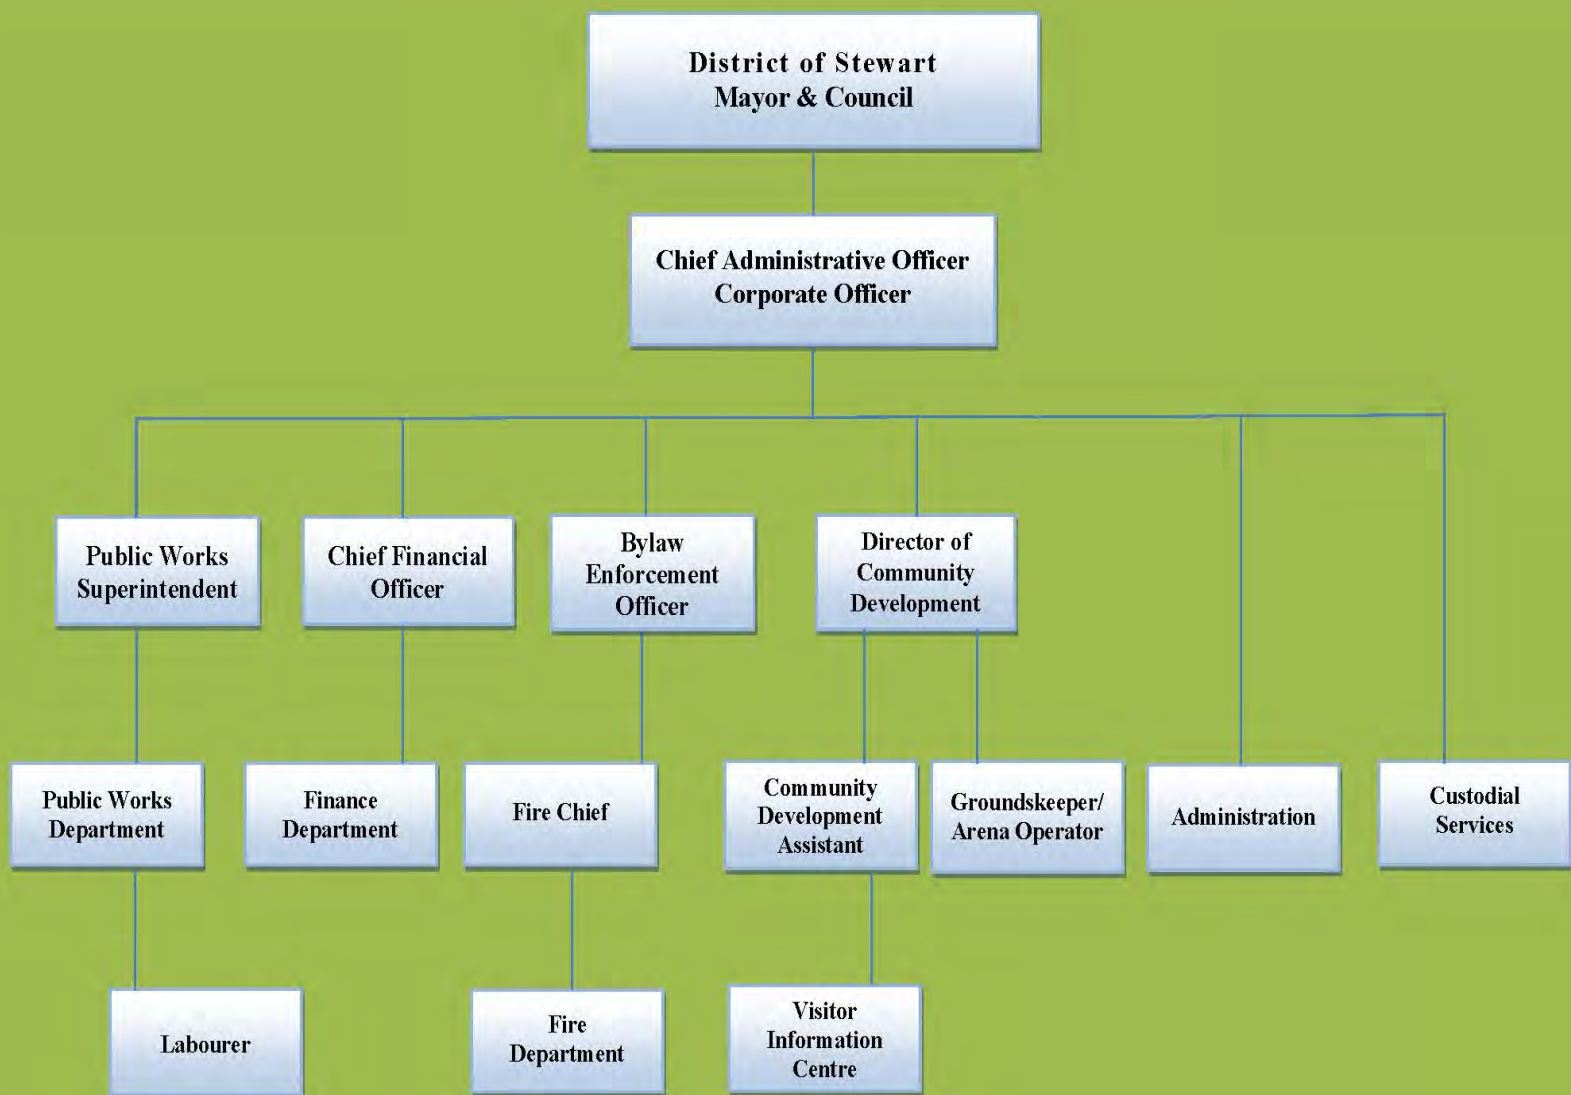 District of Stewart
Mayor & Council
Chief Administrative Officer
Corporate Officer
Public Works
Superintendent
Chief Financial
Officer
Bylaw
Enforcement
Officer
Director of
Community
Development
Public Works
Department
Finance
Department
Fire Chief
Community
Development
Assistant
Groundskeeper/
Arena Operator
Administration
Custodial
Services
Labourer
Fire
Department
Visitor
Information
Centre